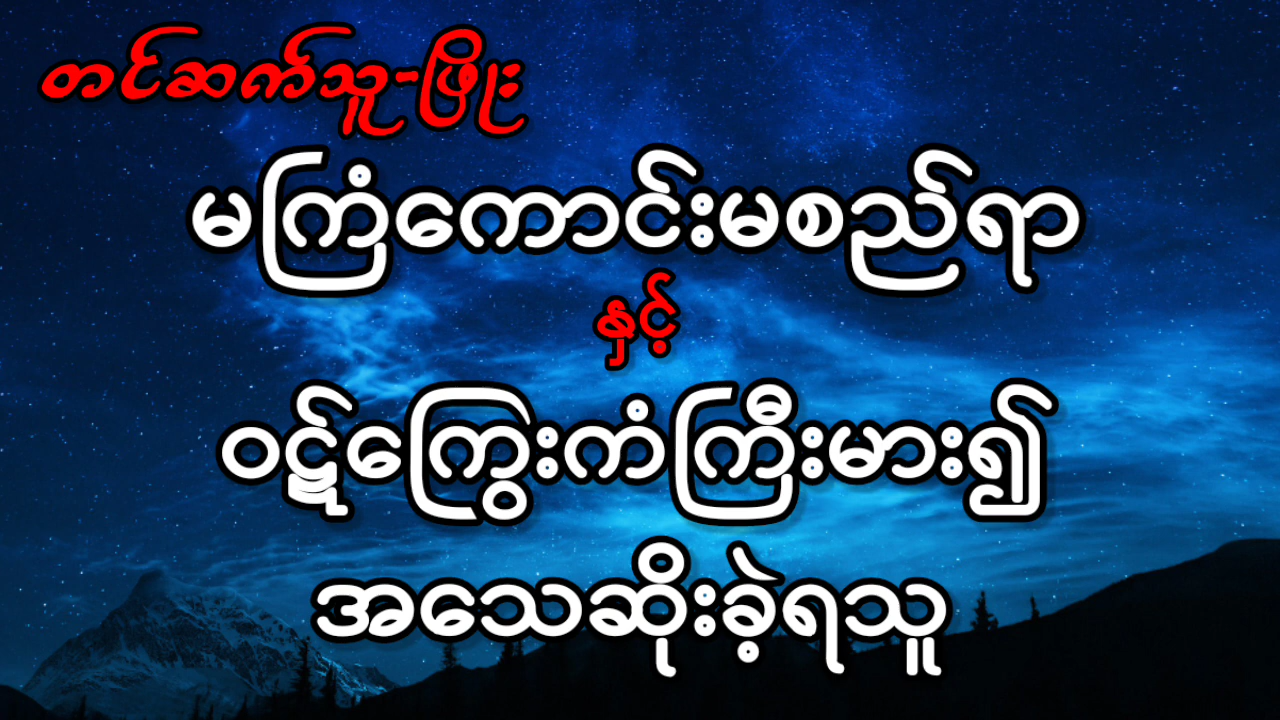 တင်ဆက်သူ-ဖြိုး
မကြံကောင်းမစည်ရာ
နှင့်
ဝဋ်ကြွေးကံကြီးမား၍
အသေဆိုးခဲ့ရသူ